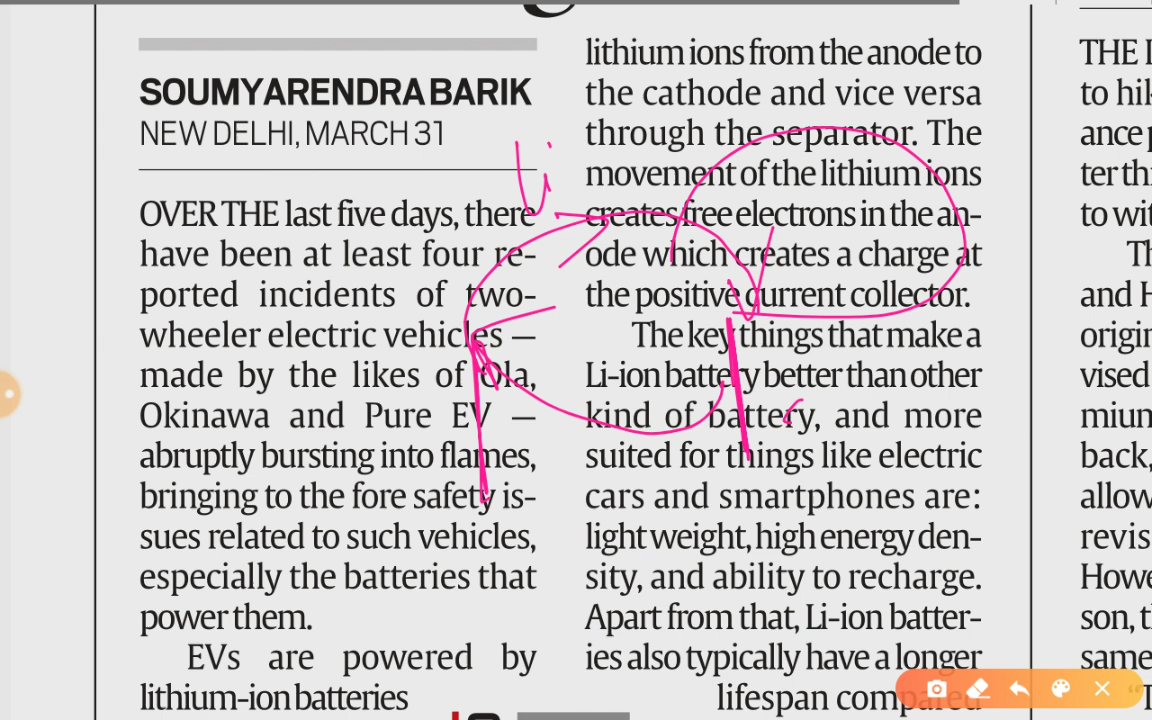 SOUMYARENDRA BARIK
NEW DELHI, MARCH 31
OVER THE last five days, there
have been at least four re-
ported incidents of two-
wheeler electric vehicles —
made by the likes of Ola,
Okinawa and Pure EV —
abruptly bursting into flames,
bringing to the fore safety is-
sues related to such vehicles,
especially the batteries that
power them.
EVs are powered by
lithium-ion batteries
lithium ions from the anode to
the cathode and vice versa
through the separator. The
movement of the lithium ions
creates free electrons in the an-
ode which creates a charge at
the positive current collector.
The key things that make a
Li-ion battery better than other
kind of battery, and more
suited for things like electric
cars and smartphones are:
light weight, high energy den-
sity, and ability to recharge.
Apart from that, Li-ion batter-
ies also typically have a longer
lifespan compared
THE
to
ance
ter
to
and
origin
vised
mium
back,
allow
revis
Howe
son,
same